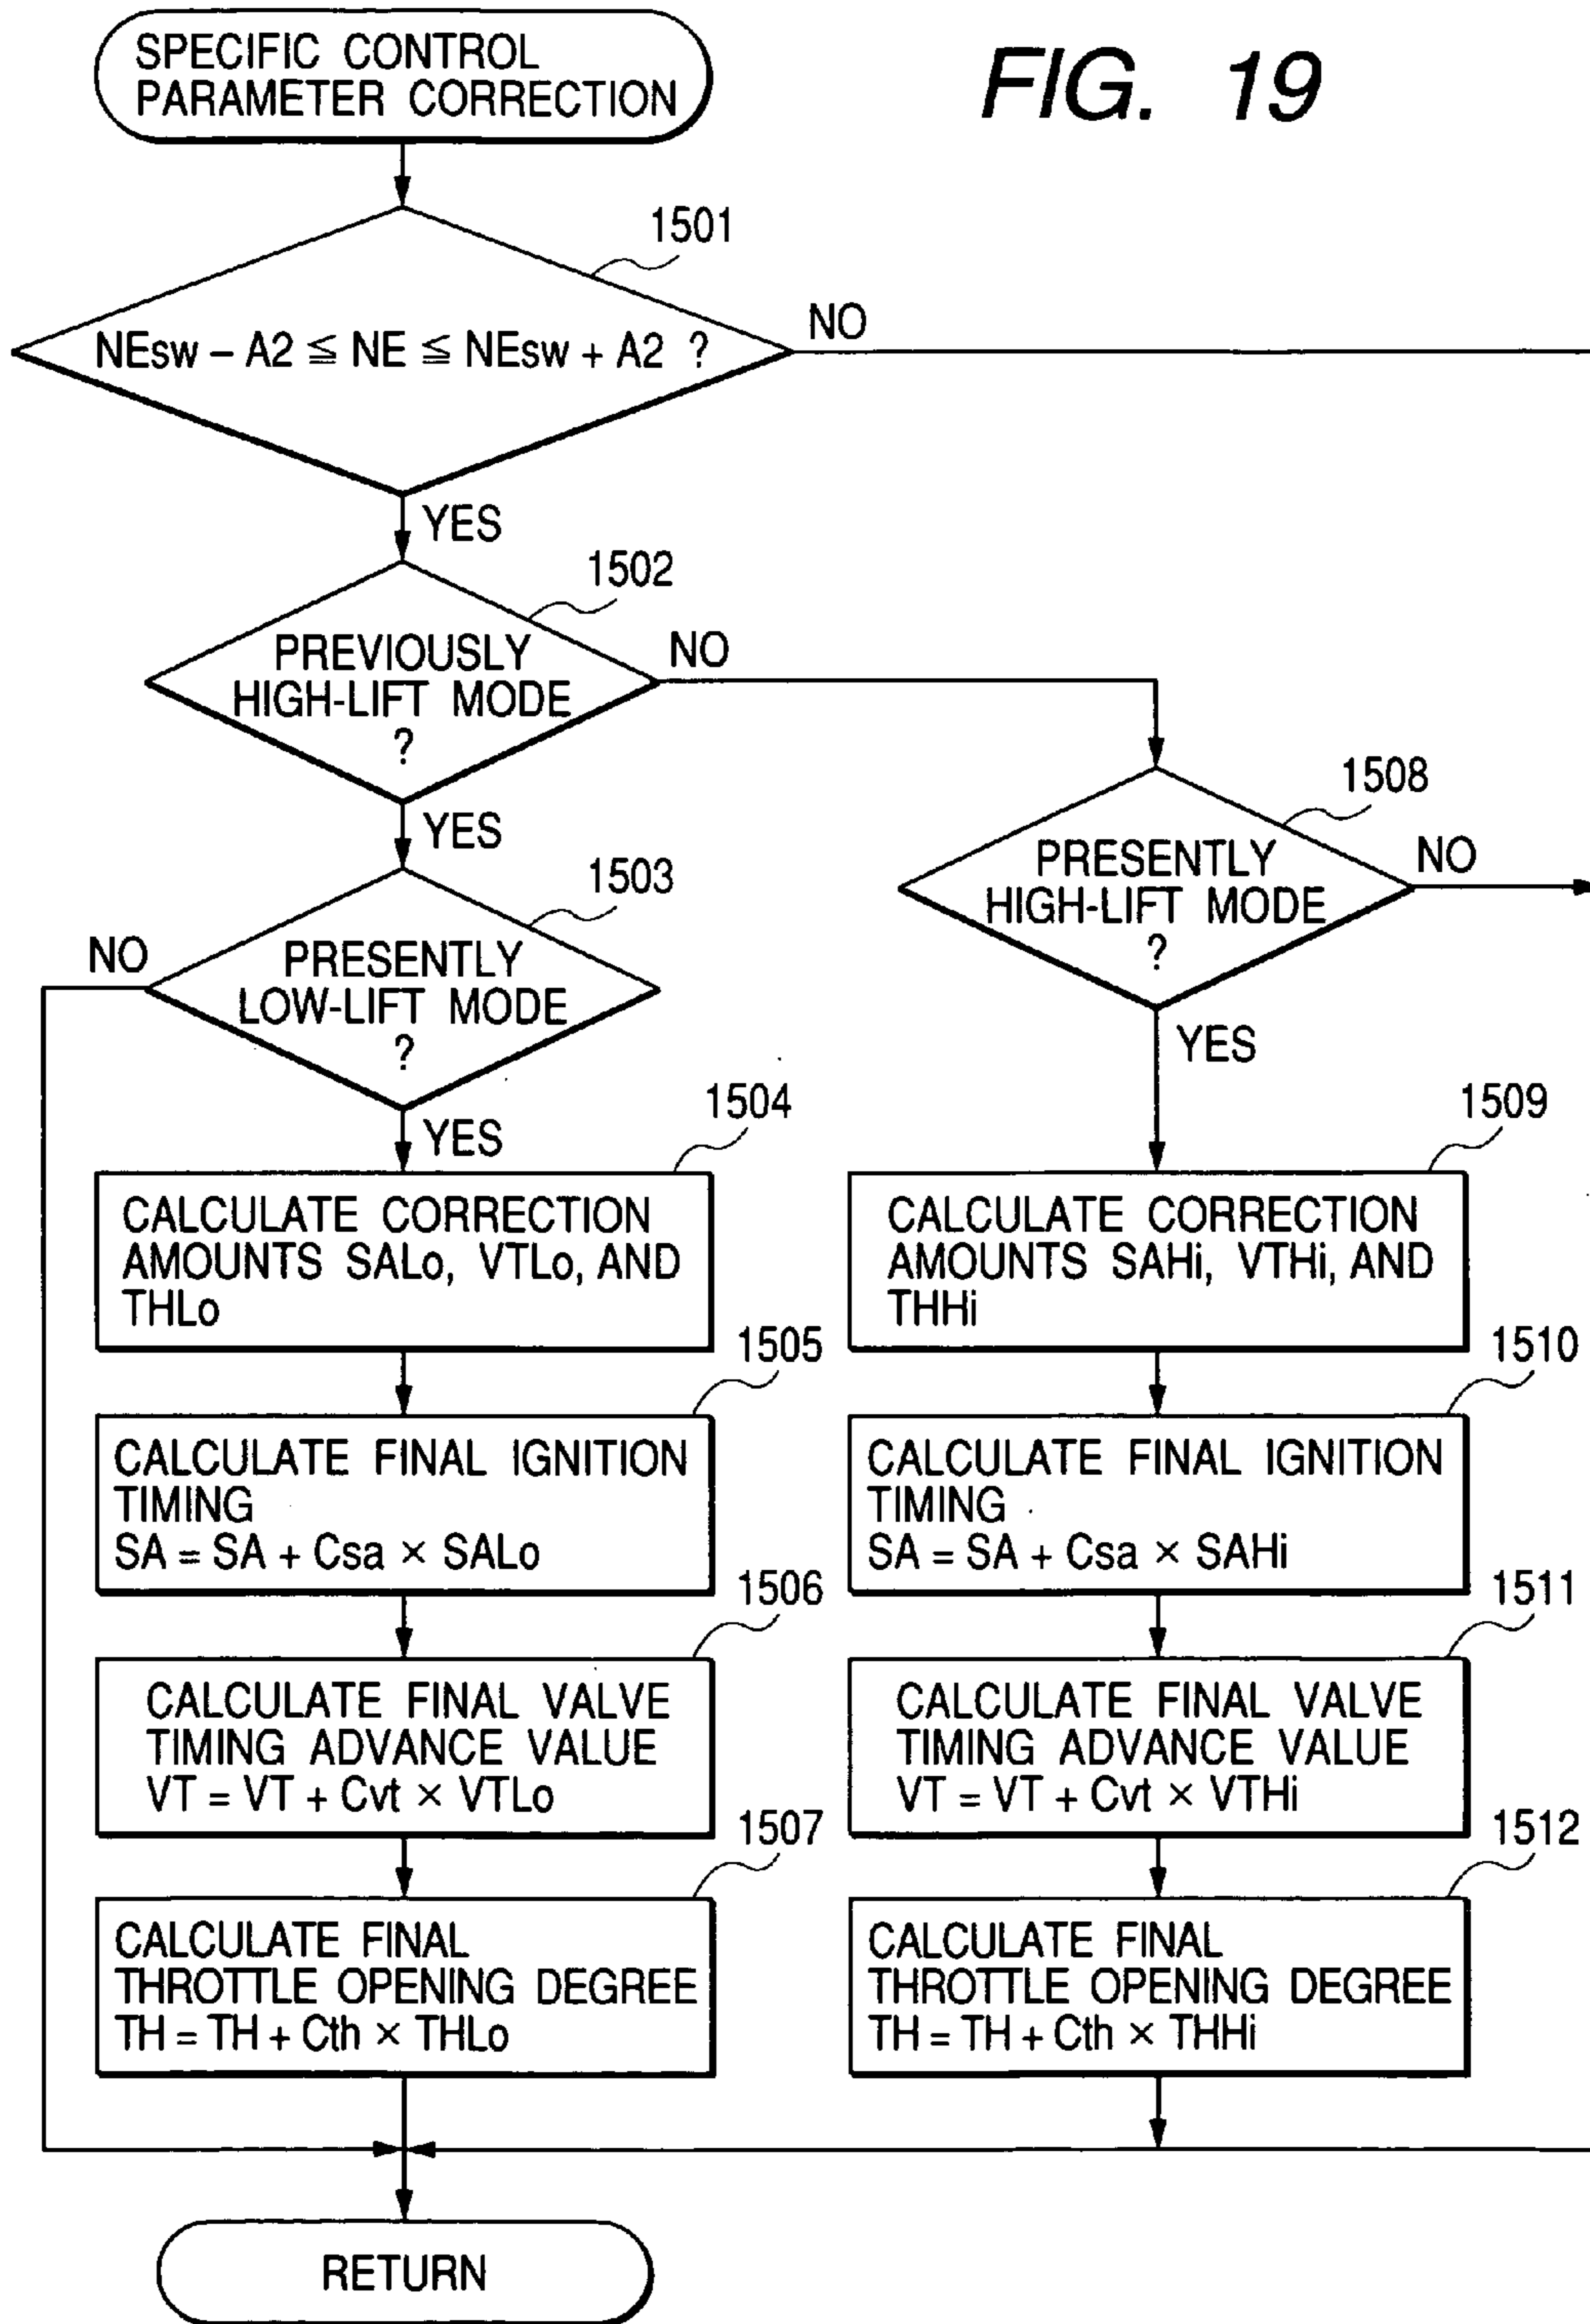 SPECIFIC CONTROL
PARAMETER CORRECTION
FIG. 19
1501
NEsw – A2 ≦ NE ≦ NEsw + A2 ?
NO
YES
1502
PREVIOUSLY
HIGH-LIFT MODE
?
NO
YES
1508
PRESENTLY
HIGH-LIFT MODE
?
NO
YES
1503
PRESENTLY
LOW-LIFT MODE
?
NO
YES
1504
CALCULATE CORRECTION
AMOUNTS SALo, VTLo, AND
THLo
1505
CALCULATE FINAL IGNITION
TIMING
SA = SA + Csa × SALo
1506
CALCULATE FINAL VALVE
TIMING ADVANCE VALUE
VT = VT + Cvt × VTLo
1507
CALCULATE FINAL
THROTTLE OPENING DEGREE
TH = TH + Cth × THLo
1509
CALCULATE CORRECTION
AMOUNTS SAHi, VTHi, AND
THHi
1510
CALCULATE FINAL IGNITION
TIMING
SA = SA + Csa × SAHi
1511
CALCULATE FINAL VALVE
TIMING ADVANCE VALUE
VT = VT + Cvt × VTHi
1512
CALCULATE FINAL
THROTTLE OPENING DEGREE
TH = TH + Cth × THHi
RETURN